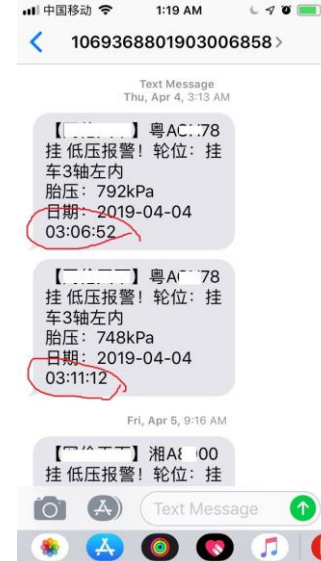 中国移动 1:19 AM
10693688019030006858>
Text Message
Thu, Apr 4, 3:13 AM
【 】粤A 78
挂 低压报警！轮位：挂
车3轴左内
胎压：792kPa
日期：2019-04-04
03:06:52
【 】粤A 78
挂 低压报警！轮位：挂
车3轴左内
胎压：748kPa
日期：2019-04-04
03:11:12
Fri, Apr 5, 9:16 AM
【 】湘A 00
挂 低压报警！轮位：挂
Text Message